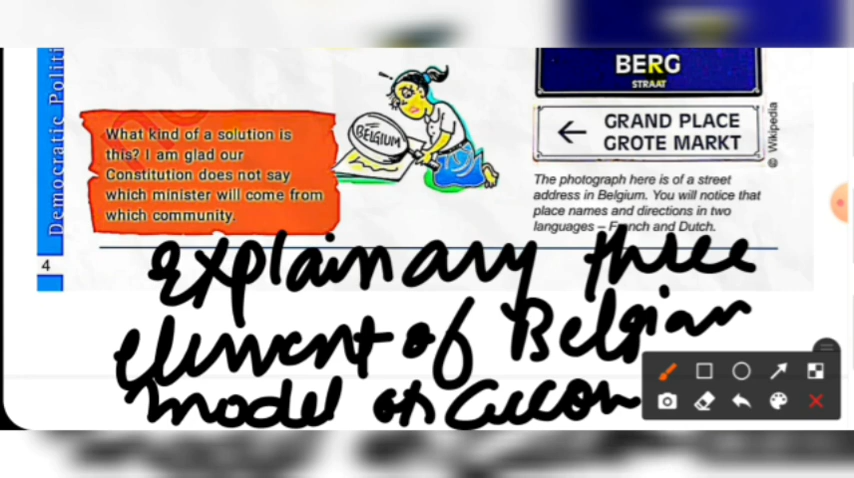 BERG
STRAAT
GRAND PLACE
GROTE MARKT
© Wikipedia
Democratic Politi
What kind of a solution is
this? I am glad our
Constitution does not say
which minister will come from
which community.
BELGIUM
The photograph here is of a street
address in Belgium. You will notice that
place names and directions in two
languages – French and Dutch.
4
Explain any three
element of Belgian
model of Accom